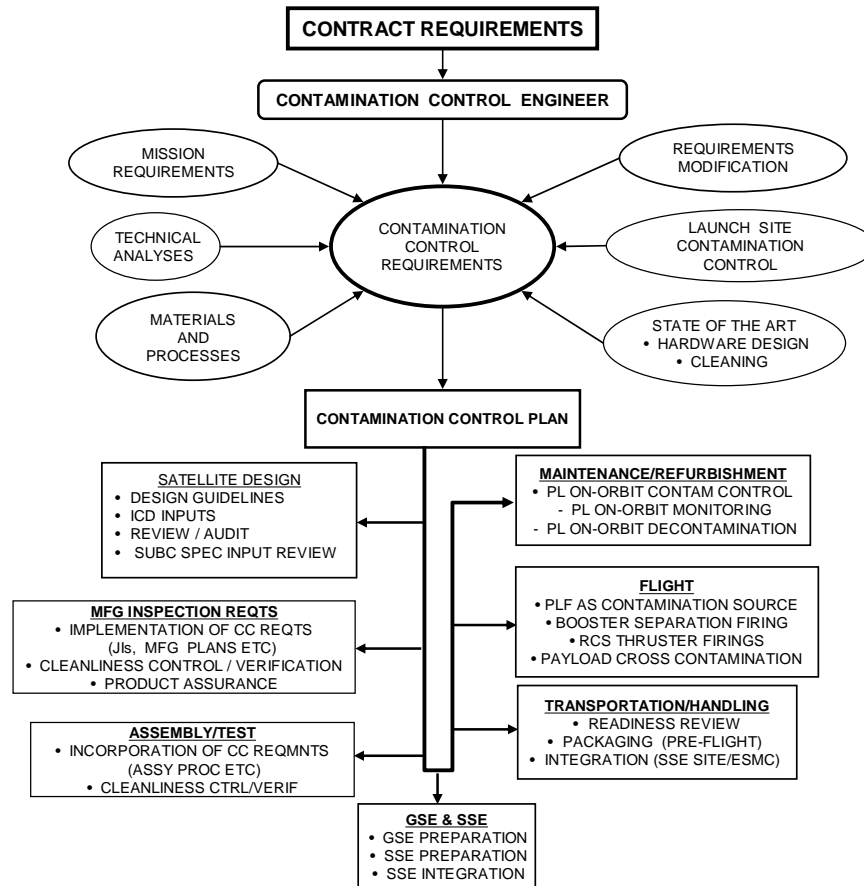 CONTRACT REQUIREMENTS
CONTAMINATION CONTROL ENGINEER
MISSION
REQUIREMENTS
REQUIREMENTS
MODIFICATION
TECHNICAL
ANALYSES
CONTAMINATION
CONTROL
REQUIREMENTS
LAUNCH SITE
CONTAMINATION
CONTROL
MATERIALS
AND
PROCESSES
STATE OF THE ART
• HARDWARE DESIGN
• CLEANING
CONTAMINATION CONTROL PLAN
SATELLITE DESIGN
• DESIGN GUIDELINES
• ICD INPUTS
• REVIEW / AUDIT
• SUBC SPEC INPUT REVIEW
MAINTENANCE/REFURBISHMENT
• PL ON-ORBIT CONTAM CONTROL
- PL ON-ORBIT MONITORING
- PL ON-ORBIT DECONTAMINATION
MFG INSPECTION REQTS
• IMPLEMENTATION OF CC REQTS
(JIs, MFG PLANS ETC)
• CLEANLINESS CONTROL / VERIFICATION
• PRODUCT ASSURANCE
FLIGHT
• PLF AS CONTAMINATION SOURCE
• BOOSTER SEPARATION FIRING
• RCS THRUSTER FIRINGS
• PAYLOAD CROSS CONTAMINATION
ASSEMBLY/TEST
• INCORPORATION OF CC REQMNTS
(ASSY PROC ETC)
• CLEANLINESS CTRL/VERIF
TRANSPORTATION/HANDLING
• READINESS REVIEW
• PACKAGING (PRE-FLIGHT)
• INTEGRATION (SSE SITE/ESMC)
GSE & SSE
• GSE PREPARATION
• SSE PREPARATION
• SSE INTEGRATION